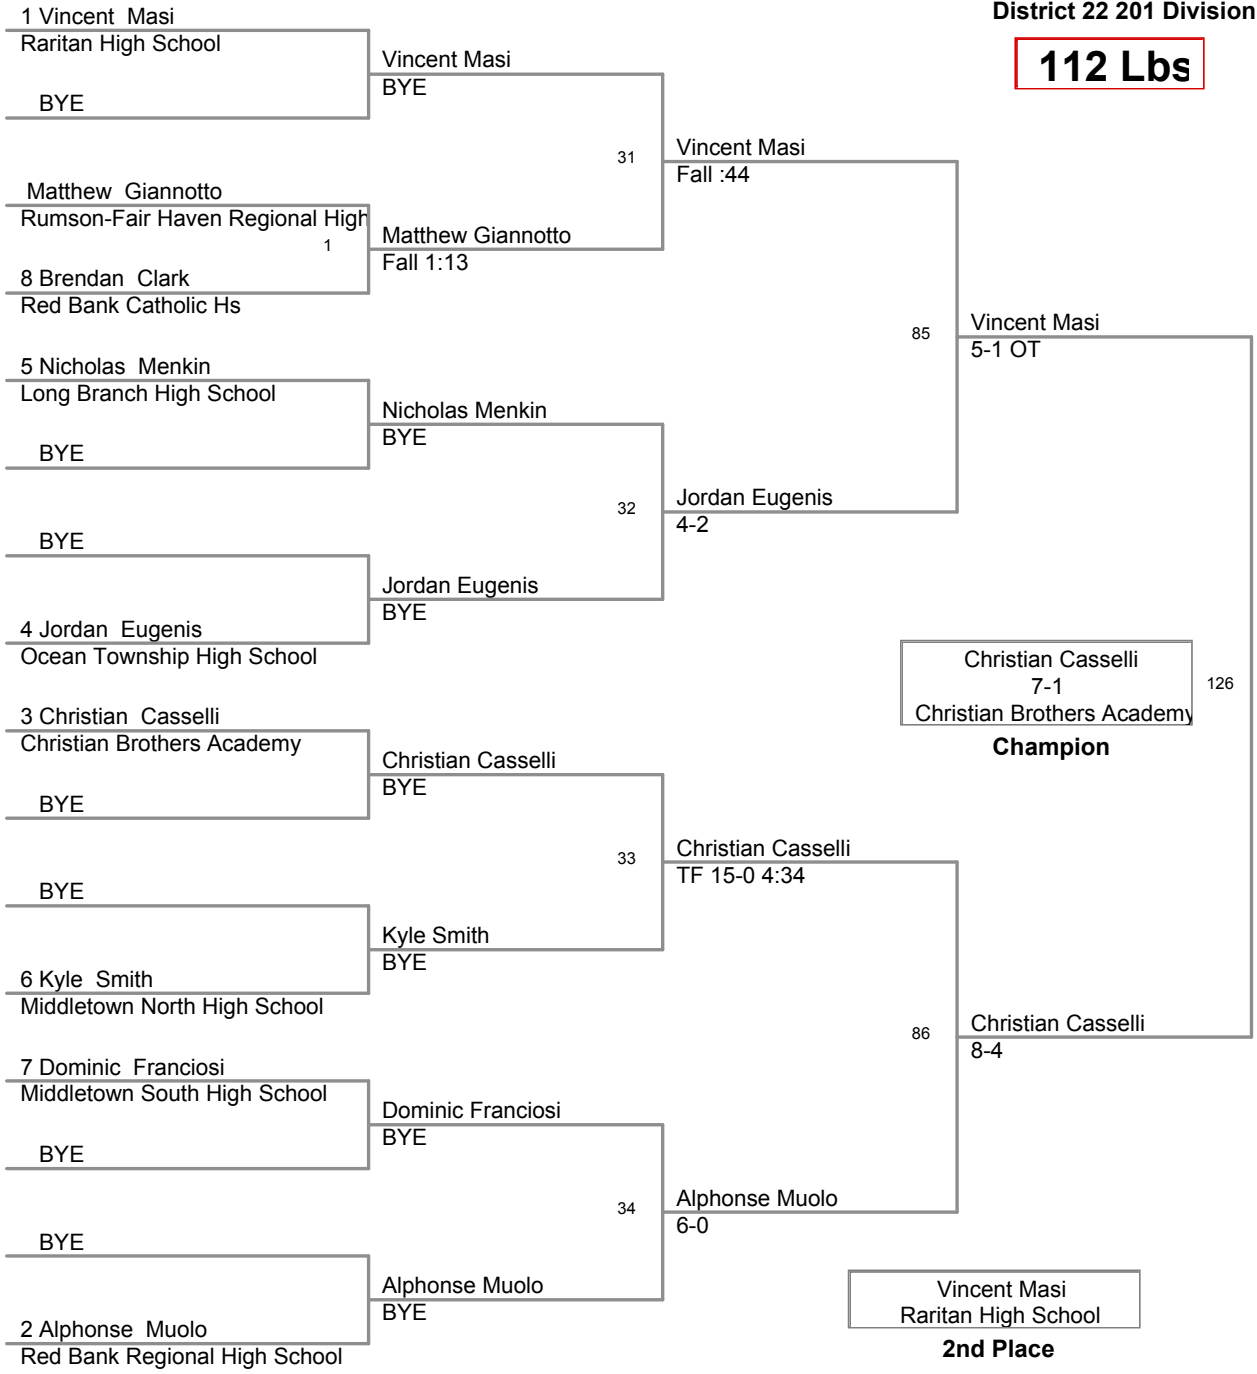 District 22 201 Division
112 Lbs
1 Vincent Masi
Raritan High School
BYE
Matthew Giannotto
Rumson-Fair Haven Regional High
1
8 Brendan Clark
Red Bank Catholic Hs
5 Nicholas Menkin
Long Branch High School
BYE
BYE
4 Jordan Eugenis
Ocean Township High School
3 Christian Casselli
Christian Brothers Academy
BYE
BYE
6 Kyle Smith
Middletown North High School
7 Dominic Franciosi
Middletown South High School
BYE
BYE
2 Alphonse Muolo
Red Bank Regional High School
Vincent Masi
BYE
31
Matthew Giannotto
Fall 1:13
Nicholas Menkin
BYE
32
Jordan Eugenis
BYE
Christian Casselli
BYE
33
Kyle Smith
BYE
Dominic Franciosi
BYE
34
Alphonse Muolo
BYE
Vincent Masi
Fall :44
85
Jordan Eugenis
4-2
Christian Casselli
TF 15-0 4:34
86
Alphonse Muolo
6-0
Vincent Masi
5-1 OT
Christian Casselli
8-4
126
Christian Casselli
7-1
Christian Brothers Academy
Champion
Vincent Masi
Raritan High School
2nd Place